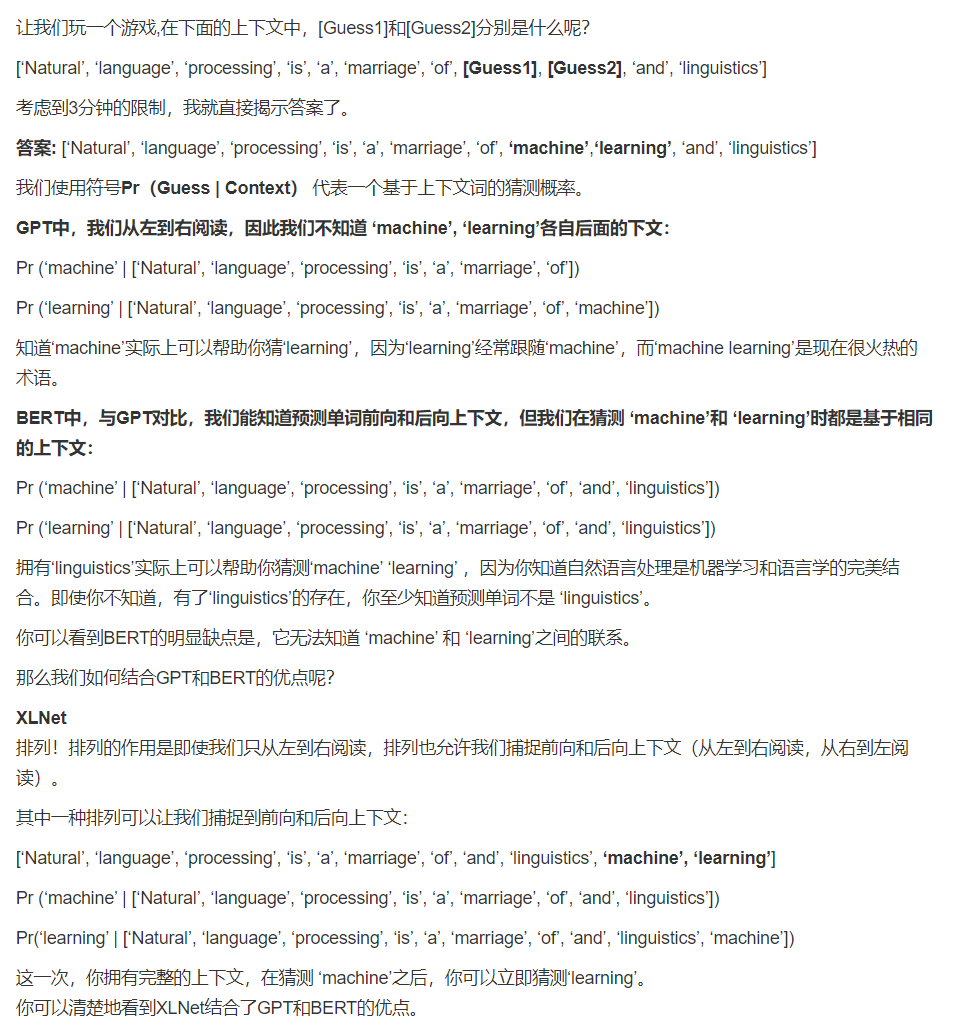 让我们玩一个游戏,在下面的上下文中，[Guess1]和[Guess2]分别是什么呢？
[‘Natural’, ‘language’, ‘processing’, ‘is’, ‘a’, ‘marriage’, ‘of’, [Guess1], [Guess2], ‘and’, ‘linguistics’]
考虑到3分钟的限制，我就直接揭示答案了。
答案: [‘Natural’, ‘language’, ‘processing’, ‘is’, ‘a’, ‘marriage’, ‘of’, ‘machine’,‘learning’, ‘and’, ‘linguistics’]
我们使用符号Pr（Guess | Context） 代表一个基于上下文词的猜测概率。
GPT中，我们从左到右阅读，因此我们不知道 ‘machine’, ‘learning’各自后面的下文：
Pr (‘machine’ | [‘Natural’, ‘language’, ‘processing’, ‘is’, ‘a’, ‘marriage’, ‘of’])
Pr (‘learning’ | [‘Natural’, ‘language’, ‘processing’, ‘is’, ‘a’, ‘marriage’, ‘of’, ‘machine’])
知道‘machine’实际上可以帮助你猜‘learning’，因为‘learning’经常跟随‘machine’，而‘machine learning’是现在很火热的
术语。
BERT中，与GPT对比，我们能知道预测单词前向和后向上下文，但我们在猜测 ‘machine’和 ‘learning’时都是基于相同
的上下文：
Pr (‘machine’ | [‘Natural’, ‘language’, ‘processing’, ‘is’, ‘a’, ‘marriage’, ‘of’, ‘and’, ‘linguistics’])
Pr (‘learning’ | [‘Natural’, ‘language’, ‘processing’, ‘is’, ‘a’, ‘marriage’, ‘of’, ‘and’, ‘linguistics’])
拥有‘linguistics’实际上可以帮助你猜测‘machine’ ‘learning’ ，因为你知道自然语言处理是机器学习和语言学的完美结
合。即使你不知道，有了‘linguistics’的存在，你至少知道预测单词不是 ‘linguistics’。
你可以看到BERT的明显缺点是，它无法知道 ‘machine’ 和 ‘learning’之间的联系。
那么我们如何结合GPT和BERT的优点呢？
XLNet
排列！排列的作用是即使我们只从左到右阅读，排列也允许我们捕捉前向和后向上下文（从左到右阅读，从右到左阅
读）。
其中一种排列可以让我们捕捉到前向和后向上下文：
[‘Natural’, ‘language’, ‘processing’, ‘is’, ‘a’, ‘marriage’, ‘of’, ‘and’, ‘linguistics’, ‘machine’, ‘learning’]
Pr (‘machine’ | [‘Natural’, ‘language’, ‘processing’, ‘is’, ‘a’, ‘marriage’, ‘of’, ‘and’, ‘linguistics’])
Pr(‘learning’ | [‘Natural’, ‘language’, ‘processing’, ‘is’, ‘a’, ‘marriage’, ‘of’, ‘and’, ‘linguistics’, ‘machine’])
这一次，你拥有完整的上下文，在猜测 ‘machine’之后，你可以立即猜测‘learning’。
你可以清楚地看到XLNet结合了GPT和BERT的优点。